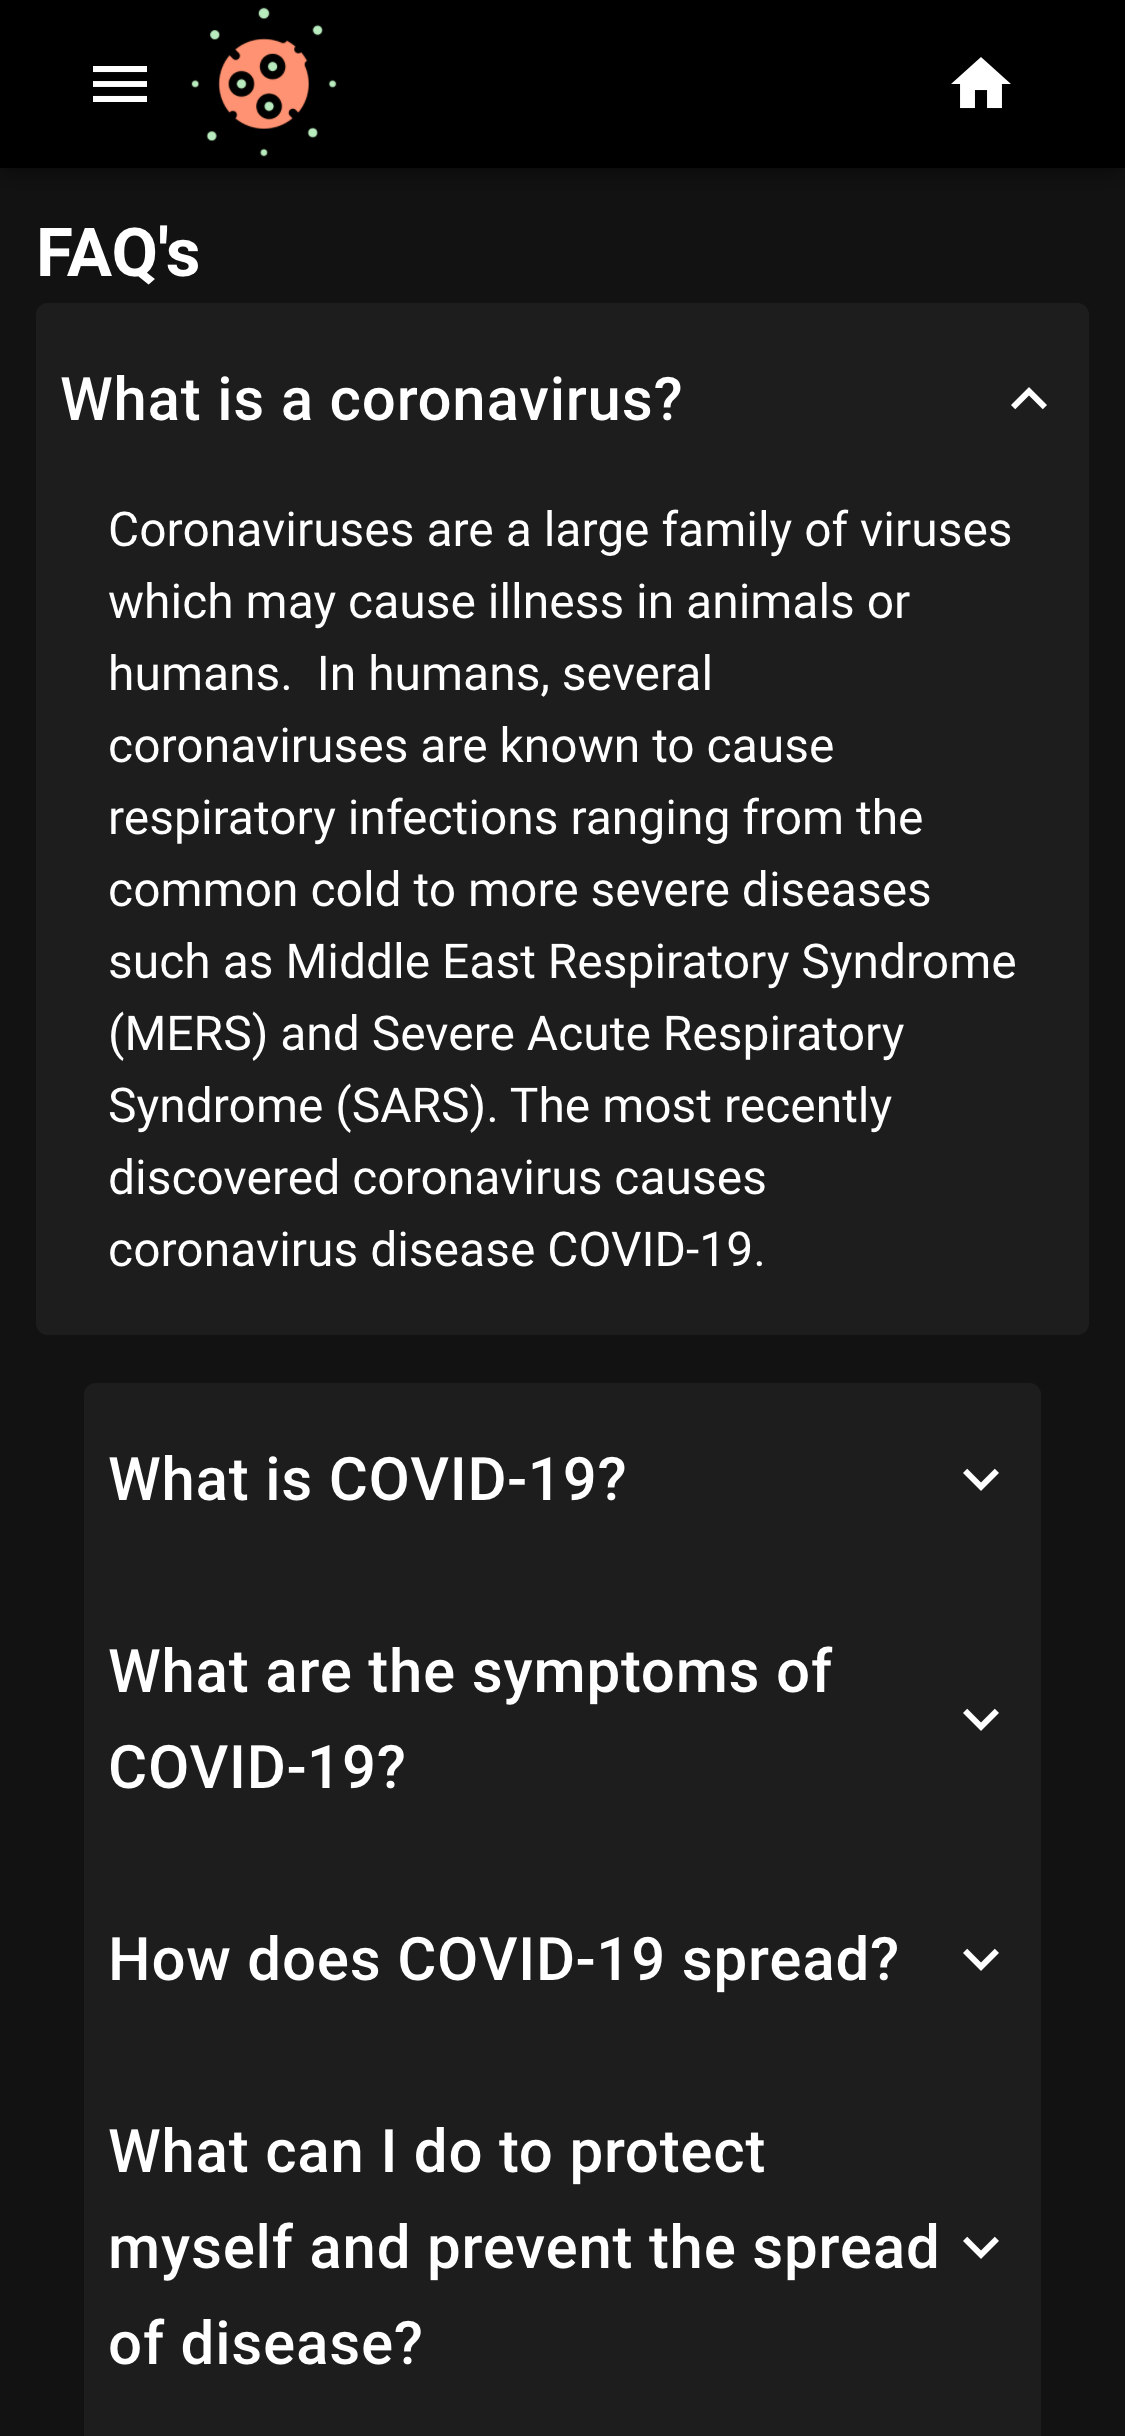 FAQ's
What is a coronavirus?
Coronaviruses are a large family of viruses
which may cause illness in animals or
humans.  In humans, several
coronaviruses are known to cause
respiratory infections ranging from the
common cold to more severe diseases
such as Middle East Respiratory Syndrome
(MERS) and Severe Acute Respiratory
Syndrome (SARS). The most recently
discovered coronavirus causes
coronavirus disease COVID-19.
What is COVID-19?
What are the symptoms of
COVID-19?
How does COVID-19 spread?
What can I do to protect
myself and prevent the spread
of disease?